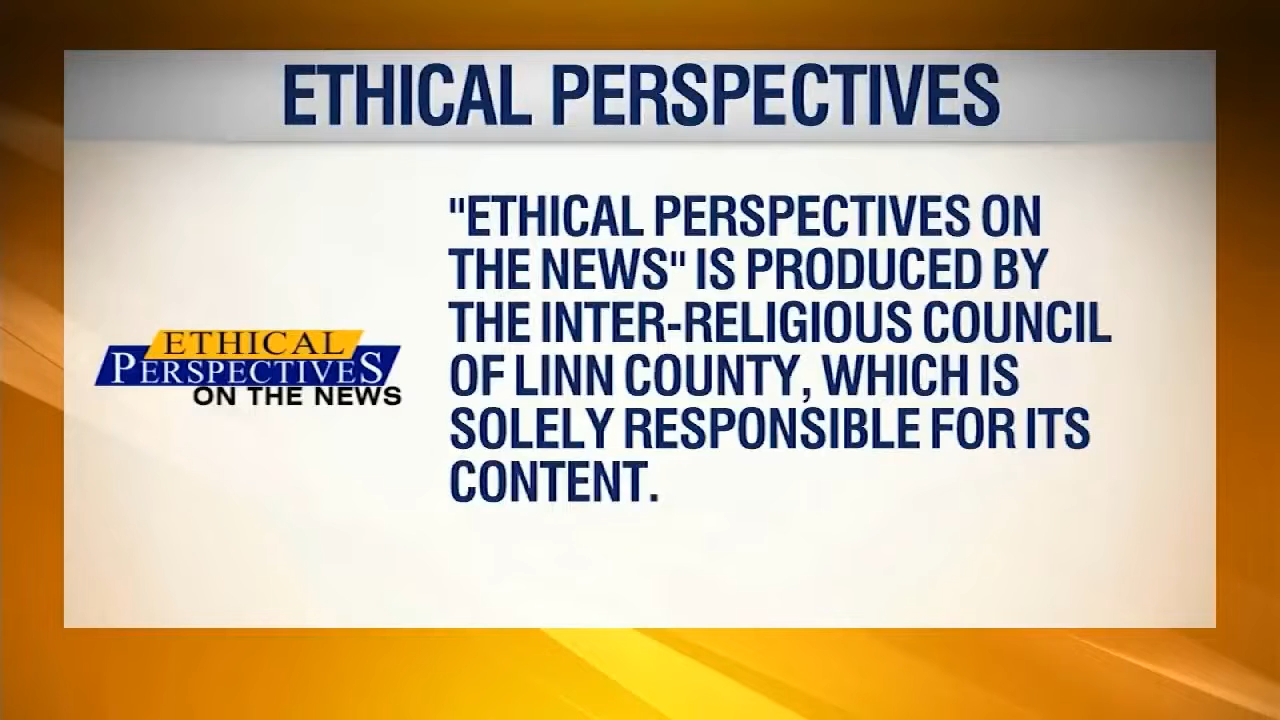 ETHICAL PERSPECTIVES
"ETHICAL PERSPECTIVES ON
THE NEWS" IS PRODUCED BY
THE INTER-RELIGIOUS COUNCIL
OF LINN COUNTY, WHICH IS
SOLELY RESPONSIBLE FOR ITS
CONTENT.
ETHICAL
PERSPECTIVES
ON THE NEWS